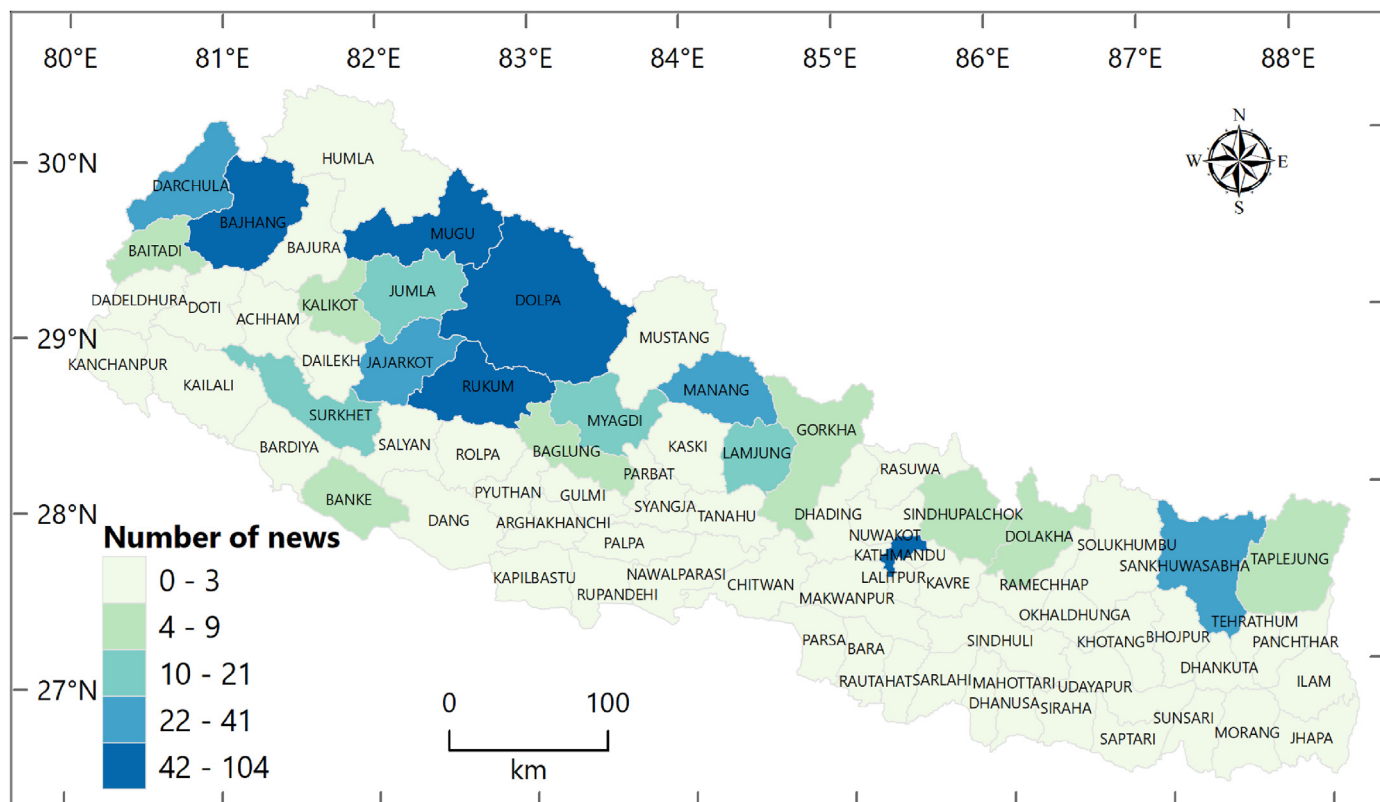 80°E 81°E 82°E 83°E 84°E 85°E 86°E 87°E 88°E
N
W E
S
30°N
29°N
28°N
27°N
HUMLA
DARCHULA
BAJHANG
MUGU
BAITADI
BAJURA
JUMLA
DOLPA
DADELDHURA
DOTI
KALIKOT
ACHHAM
MUSTANG
KANCHANPUR
DAILEKH
JAJARKOT
KAILALI
RUKUM
MANANG
SURKHET
MYAGDI
GORKHA
BARDIYA
SALYAN
ROLPA
BAGLUNG
KASKI
LAMJUNG
RASUWA
PARBAT
BANKE
PYUTHAN
GULMI
SYANGJA
TANAHU
DHADING
SINDHUPALCHOK
DANG
ARGHAKHANCHI
NUWAKOT
DOLAKHA
PALPA
KATHMANDU
SOLUKHUMBU
SANKHUWASABHA
TAPLEJUNG
KAPILBASTU
NAWALPARASI
CHITWAN
LALITPUR
KAVRE
RAMECHHAP
RUPANDEHI
MAKWANPUR
OKHALDHUNGA
TEHRATHUM
PARSA
BARA
SINDHULI
KHOTANG
BHOJPUR
PANCHTHAR
DHANKUTA
RAUTAHAT
SARLAHI
MAHOTTARI
UDAYAPUR
ILAM
DHANUSA
SIRAHA
SUNSARI
SAPTARI
MORANG
JHAPA
Number of news
0 - 3
4 - 9
10 - 21
22 - 41
42 - 104
0 100
km